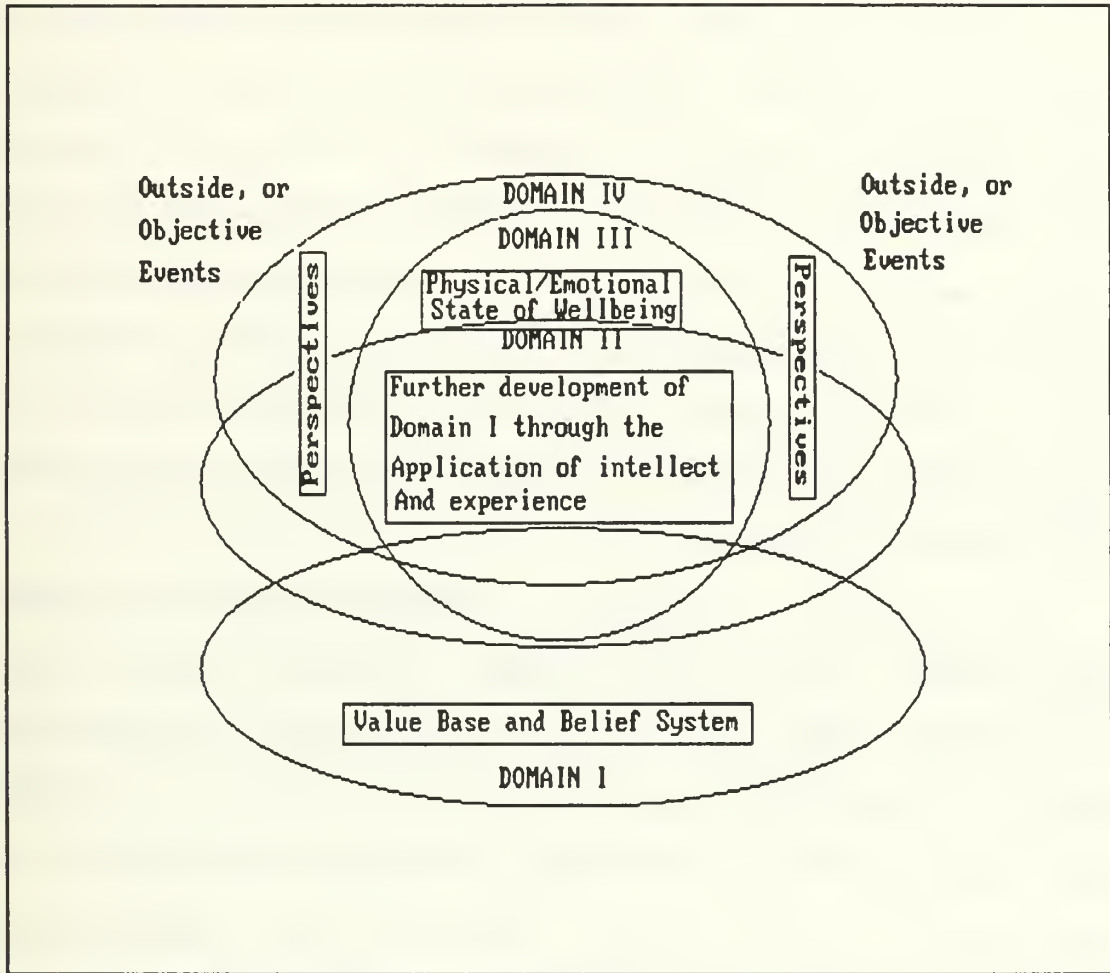 Outside, or
Objective
Events
DOMAIN IV
DOMAIN III
Physical/Emotional
State of Wellbeing
DOMAIN II
Further development of
Domain I through the
Application of intellect
And experience
Perspectives
Perspectives
Outside, or
Objective
Events
Value Base and Belief System
DOMAIN I